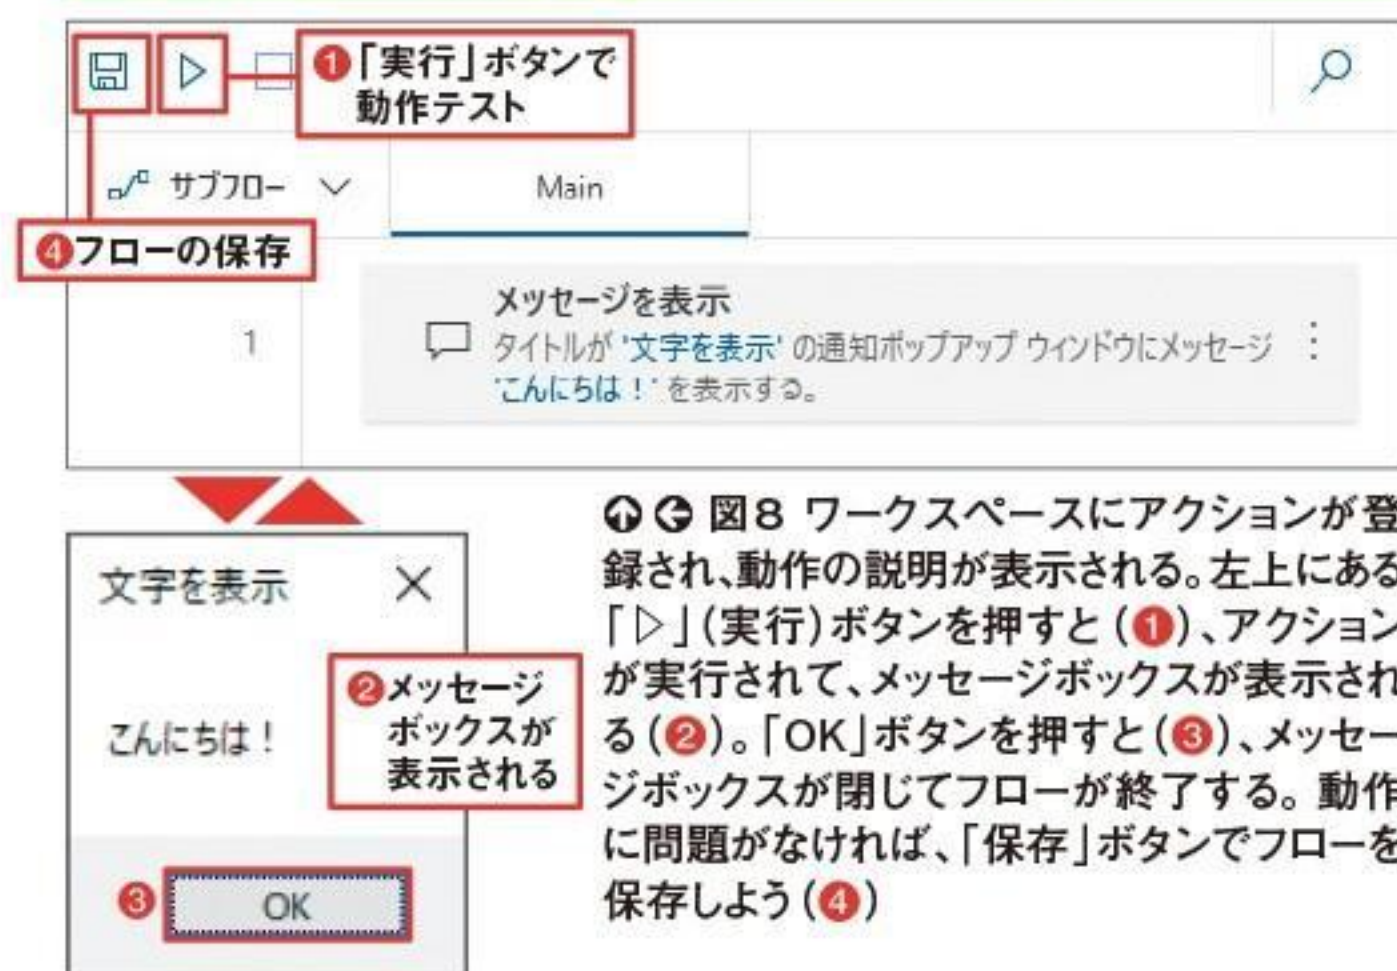 ❶「実行」ボタンで
動作テスト
サブフロー
Main
❹フローの保存
1
メッセージを表示
タイトルが '文字を表示' の通知ポップアップ ウィンドウにメッセージ
'こんにちは！' を表示する。
文字を表示
❷メッセージ
ボックスが
表示される
こんにちは！
❸
OK
図8 ワークスペースにアクションが登
録され、動作の説明が表示される。左上にある
「▷」(実行)ボタンを押すと(❶)、アクション
が実行されて、メッセージボックスが表示され
る(❷)。「OK」ボタンを押すと(❸)、メッセー
ジボックスが閉じてフローが終了する。動作
に問題がなければ、「保存」ボタンでフローを
保存しよう(❹)